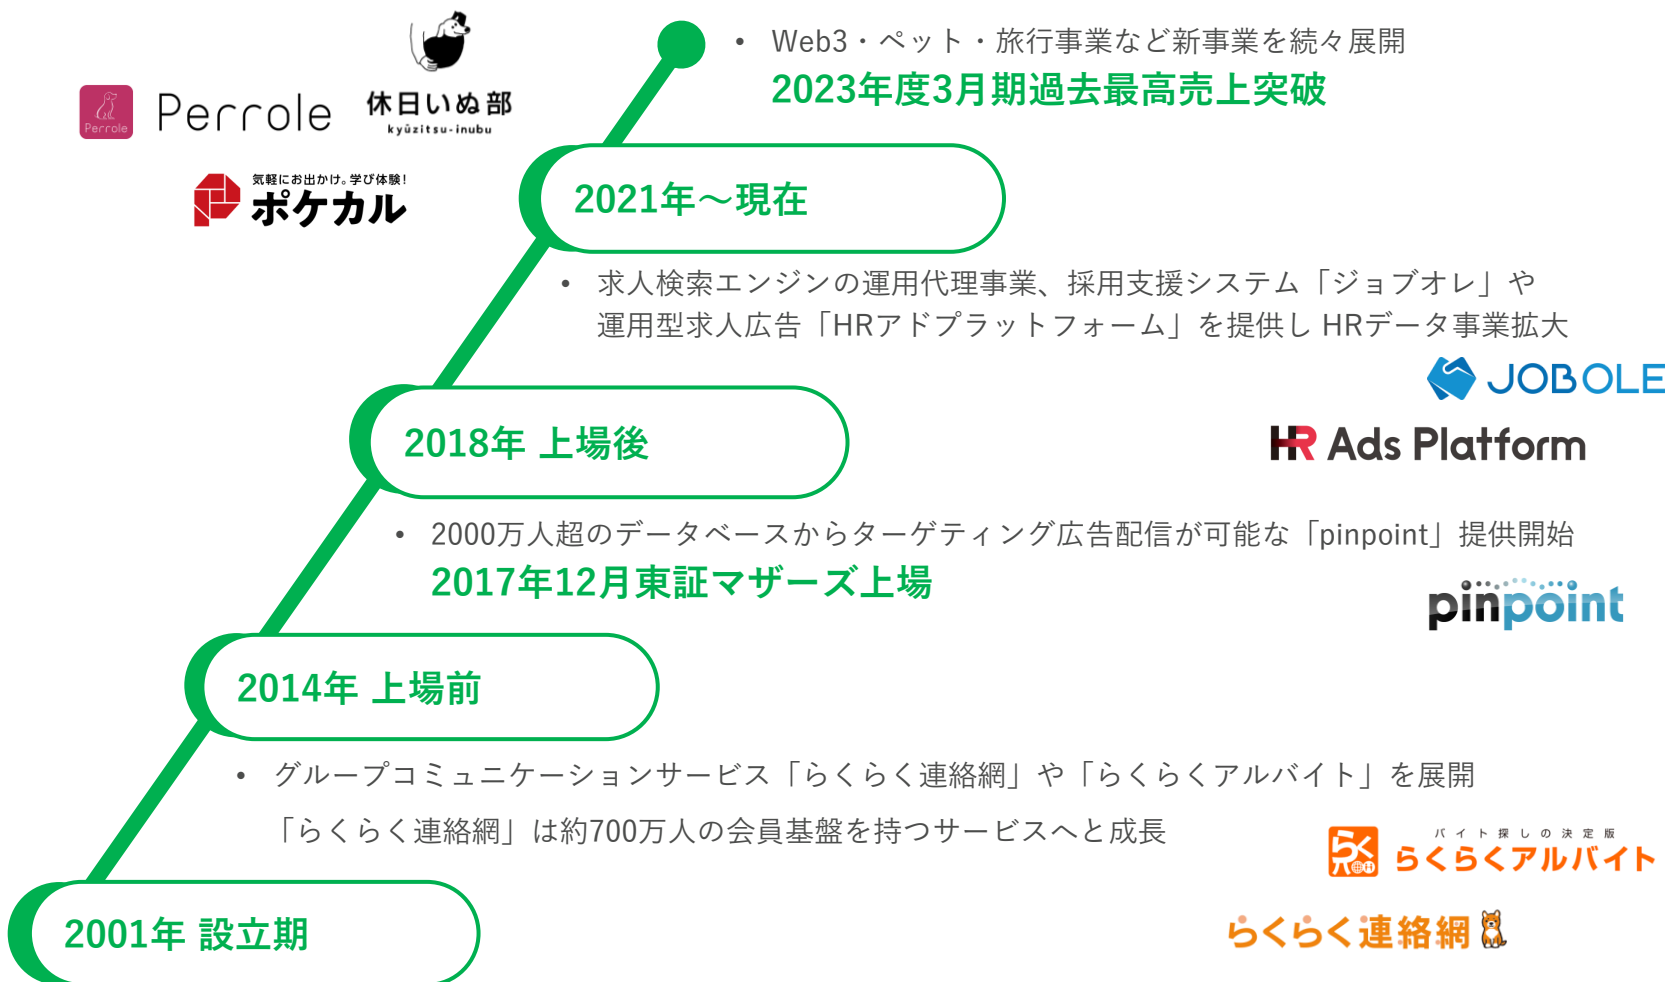 Web3・ペット・旅行事業など新事業を続々展開
2023年度3月期過去最高売上突破
Perrole
Perrole
休日いぬ部
kyūzitsu-inubu
気軽にお出かけ。学び体験!
ポケカル
2021年～現在
求人検索エンジンの運用代理事業、採用支援システム「ジョブオレ」や
運用型求人広告「HRアドプラットフォーム」を提供し HRデータ事業拡大
JOBOLE
HR Ads Platform
2018年 上場後
2000万人超のデータベースからターゲティング広告配信が可能な「pinpoint」提供開始
2017年12月東証マザーズ上場
pinpoint
2014年 上場前
グループコミュニケーションサービス「らくらく連絡網」や「らくらくアルバイト」を展開
「らくらく連絡網」は約700万人の会員基盤を持つサービスへと成長
バイト探しの決定版
らくらくアルバイト
らくらく連絡網
2001年 設立期